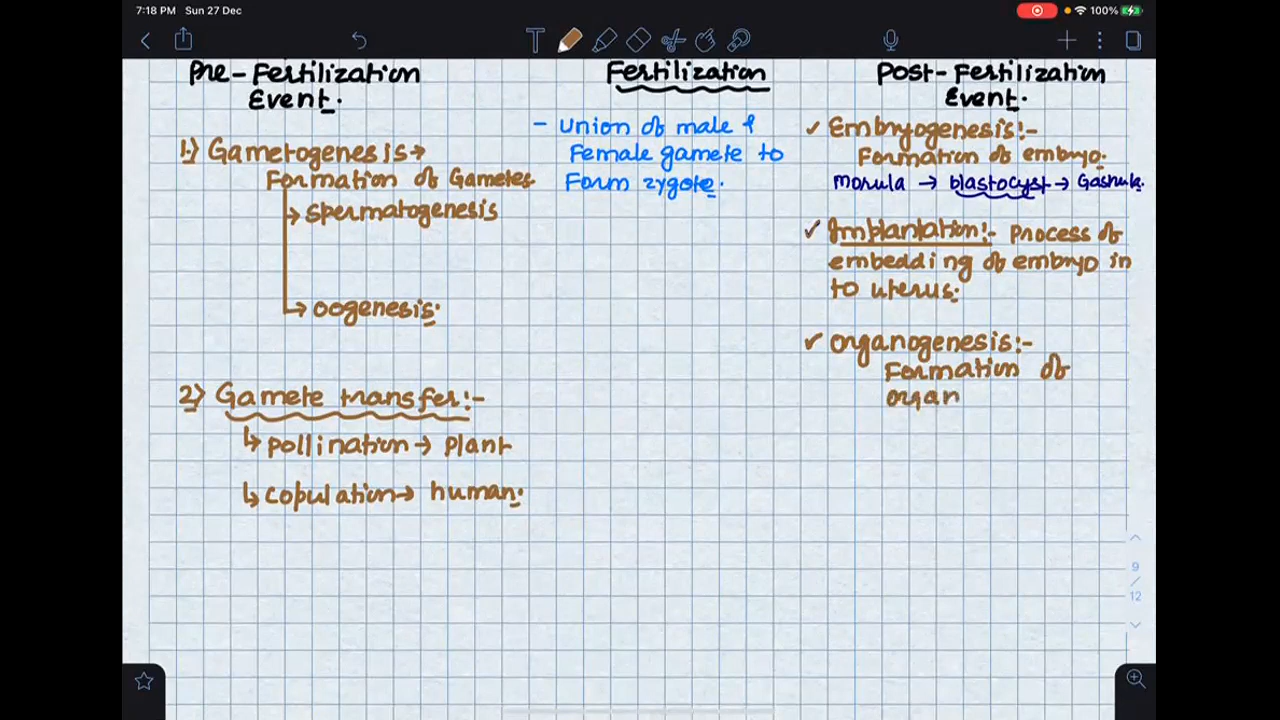 7:18 PM Sun 27 Dec
100%
Pre-Fertilization
Event.
1.) Gametogenesis→
Formation of Gametes
→ spermatogenesis
→ oogenesis.
2) Gamete transfer:-
↳ pollination → plant
↳ copulation → human.
Fertilization
- union of male &
Female gamete to
Form zygote.
Post-Fertilization
Event.
✓ Embryogenesis:-
Formation of embryo.
morula → blastocyst → Gastrula.
✓ Implantation:- process of
embedding of embryo in
to uterus.
✓ organogenesis:-
Formation of
organ
9
/
12